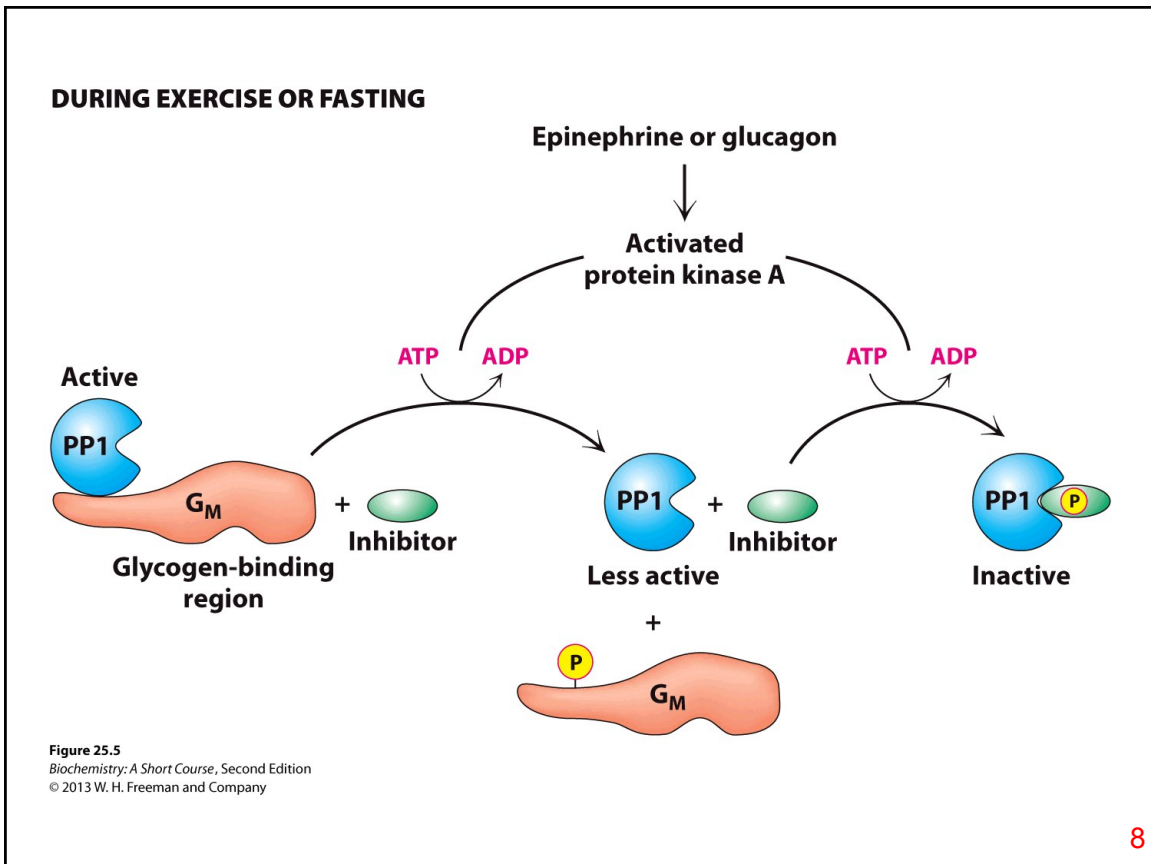 DURING EXERCISE OR FASTING
Epinephrine or glucagon
Activated
protein kinase A
ATP ADP
ATP ADP
Active
PP1
GM
Glycogen-binding
region
+
Inhibitor
PP1
Less active
+
Inhibitor
PP1
P
Inactive
+
P
GM
Figure 25.5
Biochemistry: A Short Course, Second Edition
© 2013 W. H. Freeman and Company
8